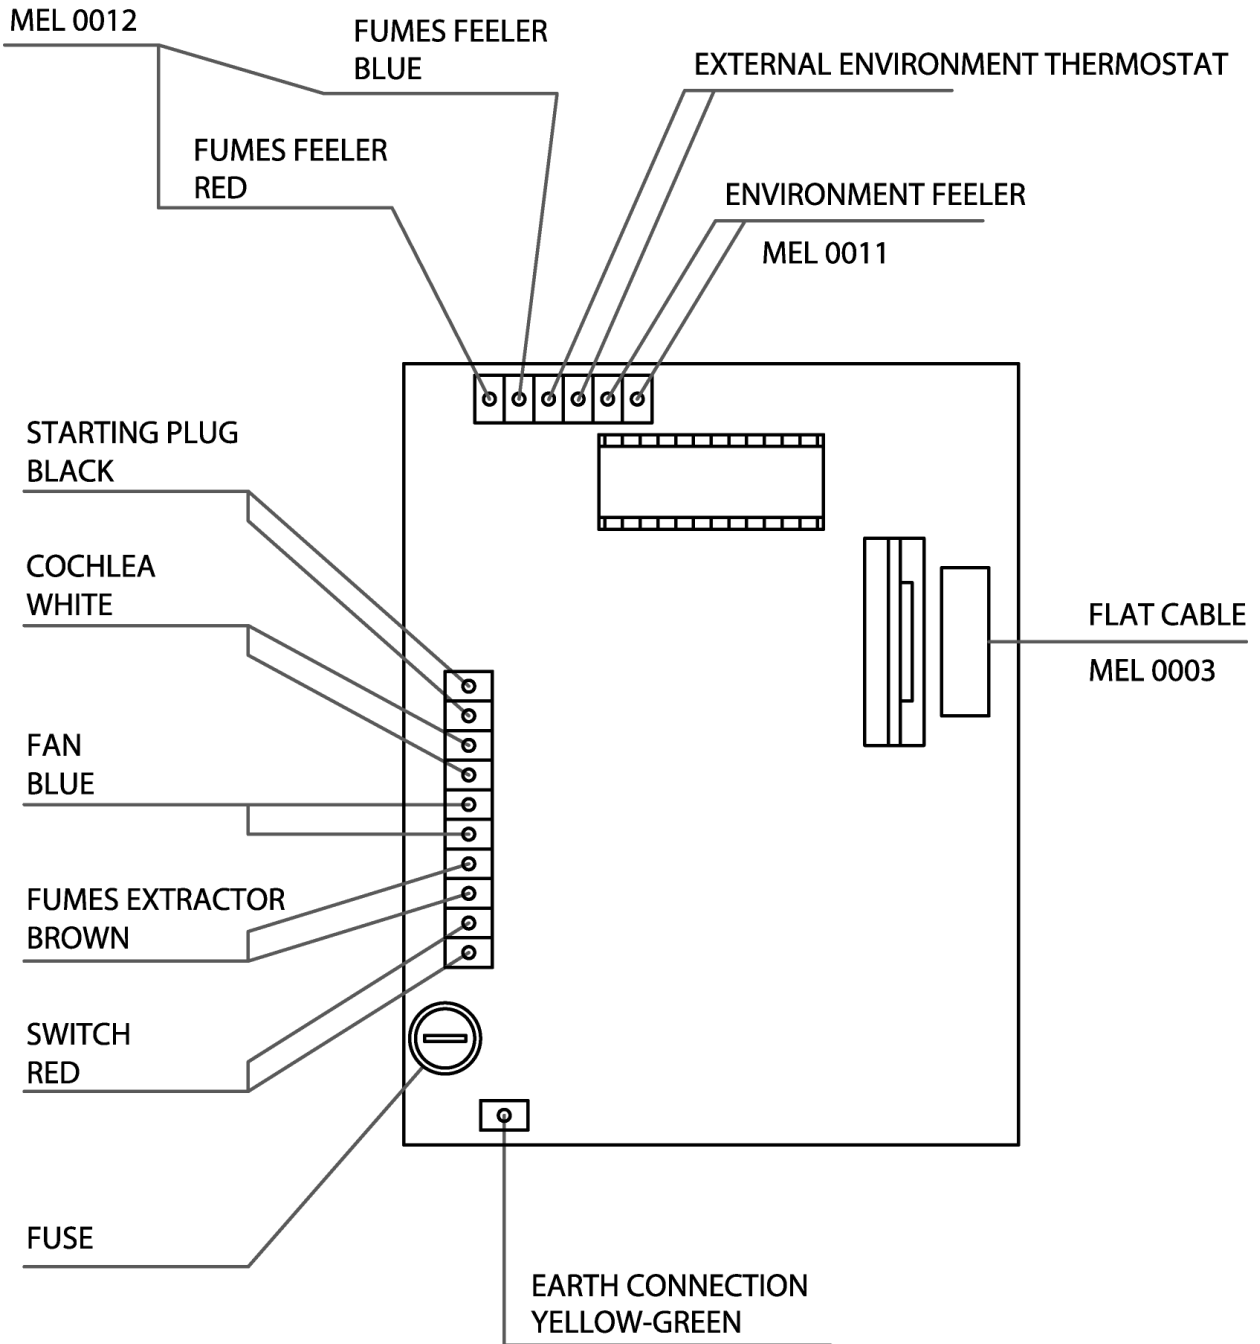 MEL 0012
FUMES FEELER
BLUE
EXTERNAL ENVIRONMENT THERMOSTAT
FUMES FEELER
RED
ENVIRONMENT FEELER
MEL 0011
STARTING PLUG
BLACK
COCHLEA
WHITE
FLAT CABLE
MEL 0003
FAN
BLUE
FUMES EXTRACTOR
BROWN
SWITCH
RED
FUSE
EARTH CONNECTION
YELLOW-GREEN